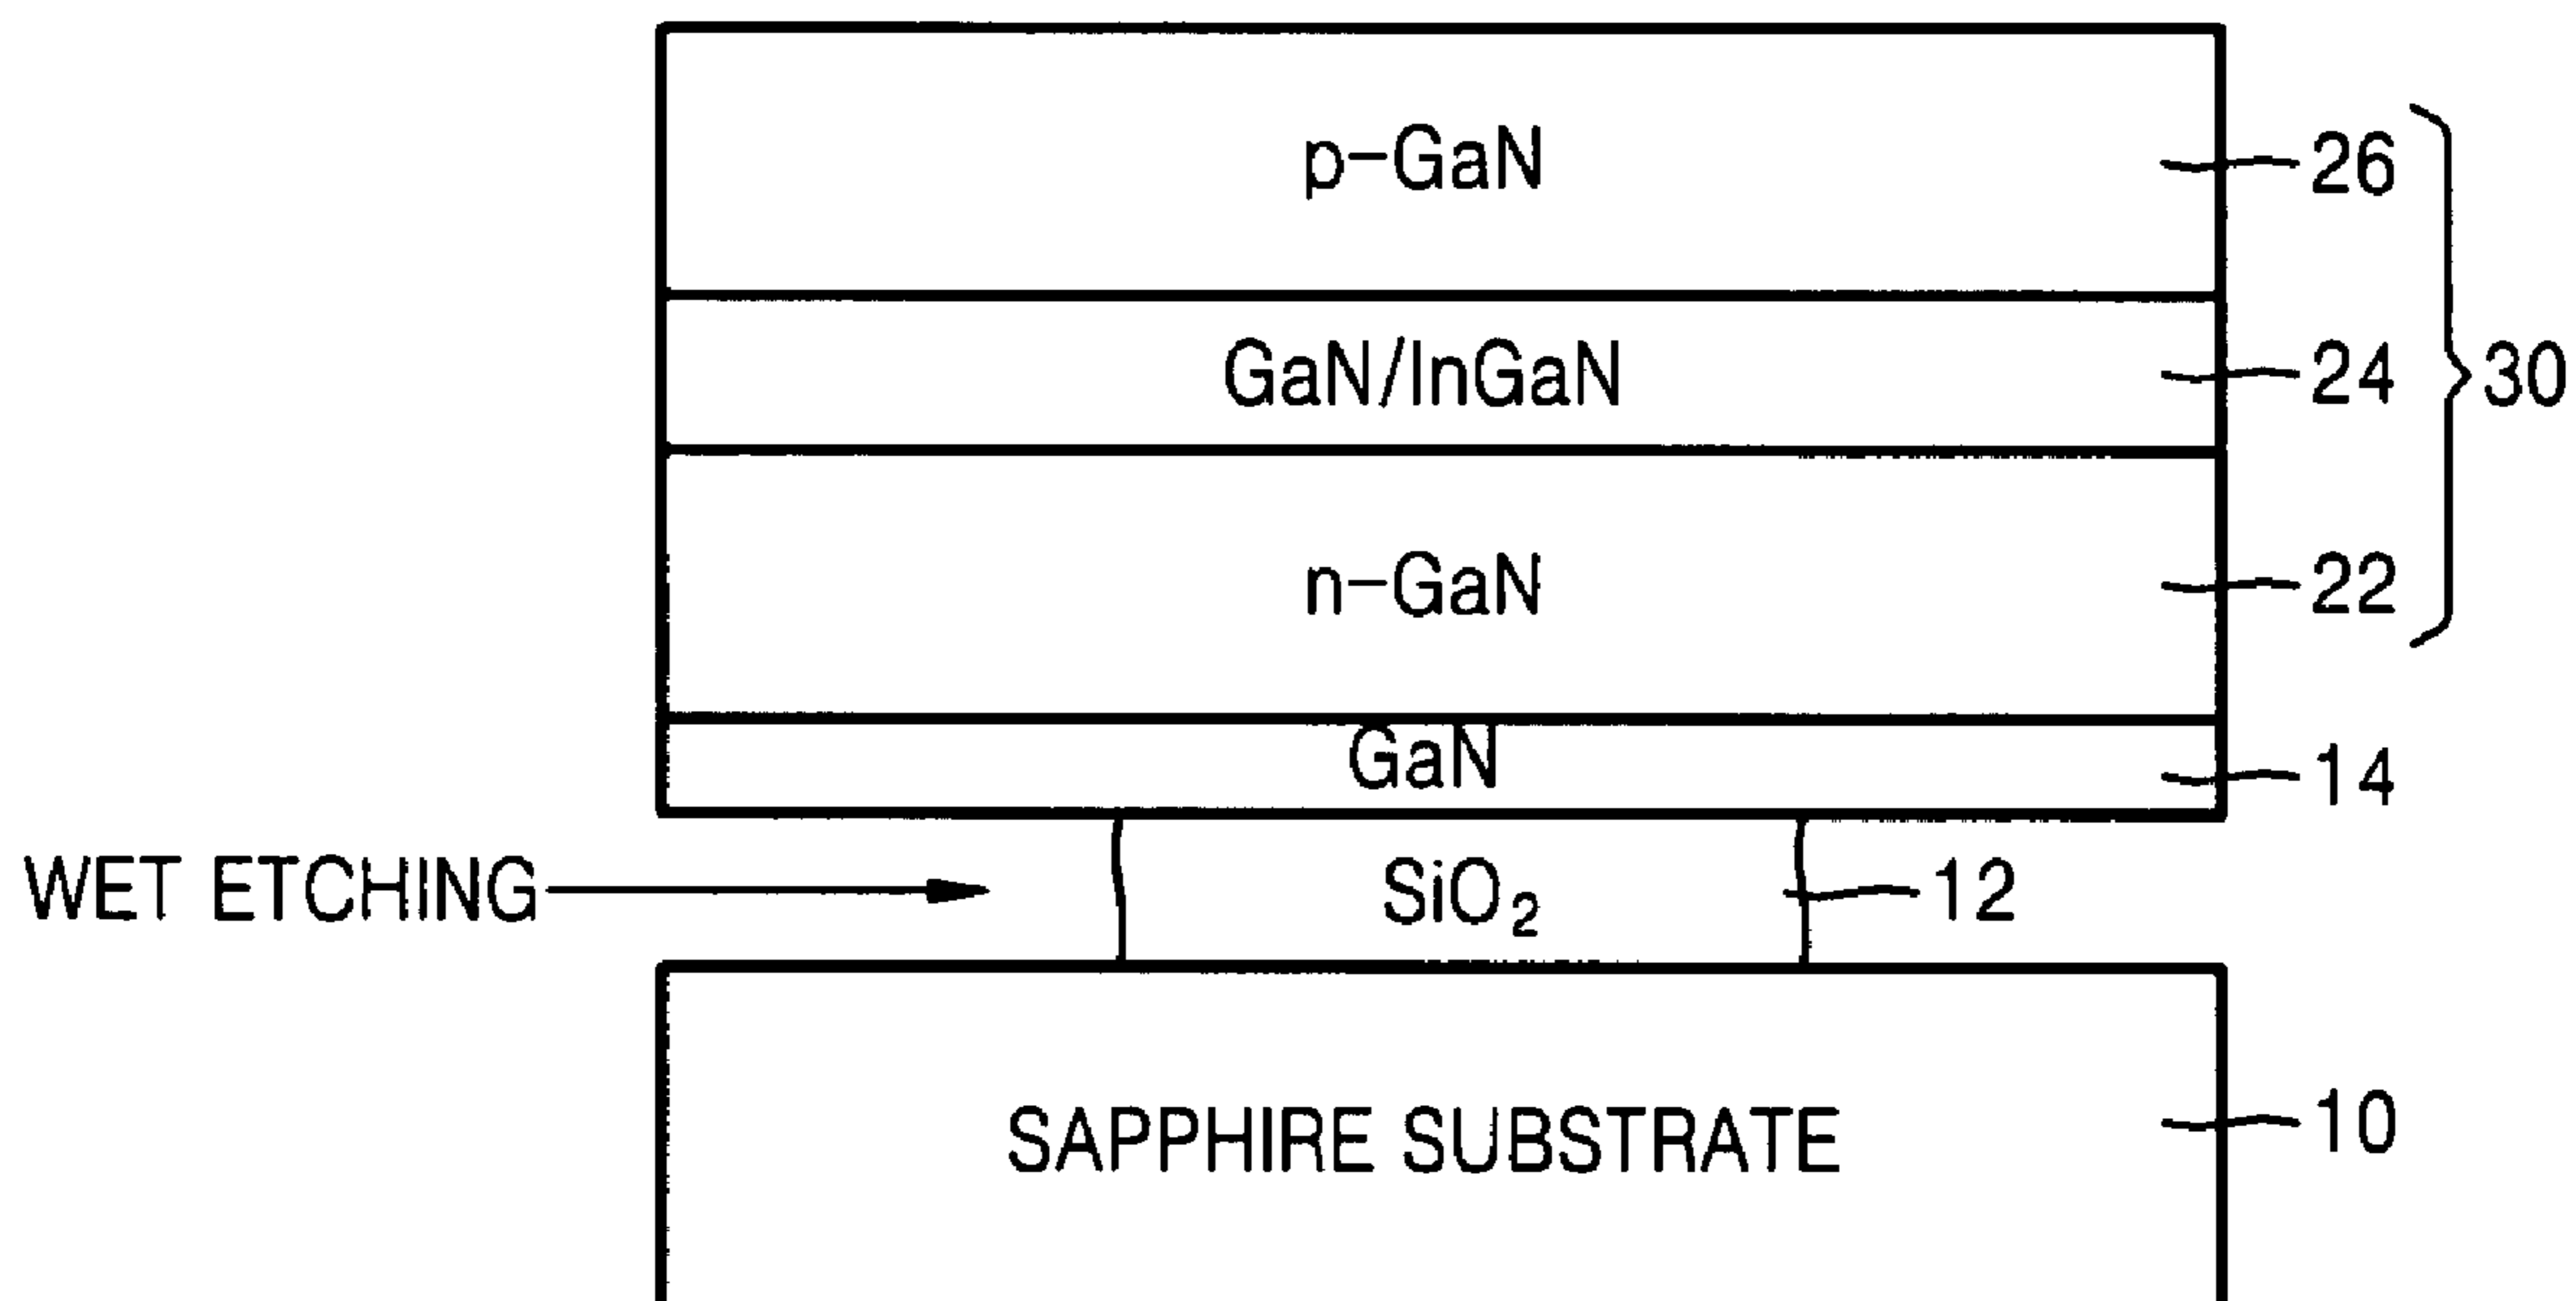 p-GaN
26
GaN/InGaN
24
30
n-GaN
22
GaN
14
WET ETCHING
SiO₂
12
SAPPHIRE SUBSTRATE
10